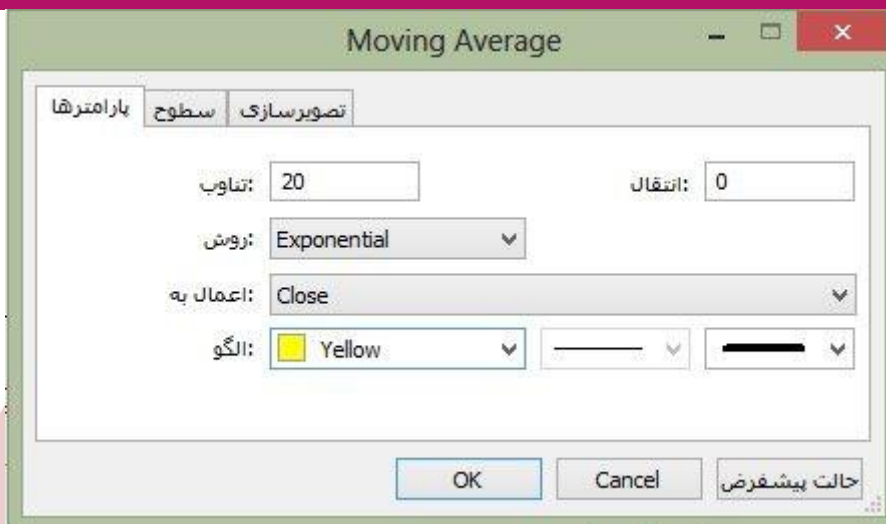 Moving Average
پارامترها سطوح تصویرسازی
تناوب: 20 انتقال: 0
روش: Exponential
اعمال به: Close
الگو: Yellow
OK Cancel حالت پیشفرض